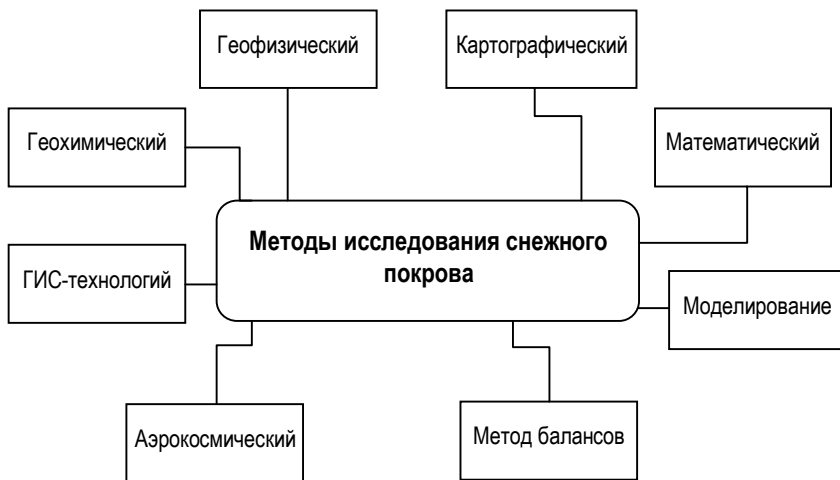 Геофизический
Картографический
Геохимический
Математический
Методы исследования снежного
покрова
ГИС-технологий
Моделирование
Аэрокосмический
Метод балансов